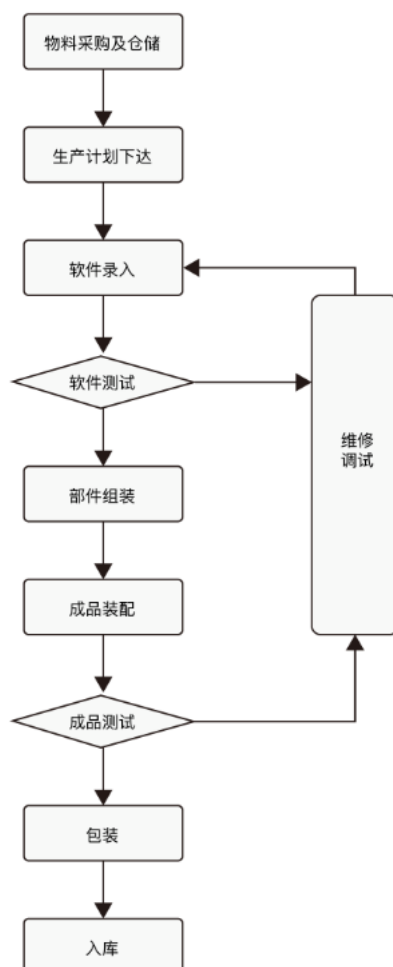 物料采购及仓储
生产计划下达
软件录入
软件测试
维修
调试
部件组装
成品装配
成品测试
包装
入库